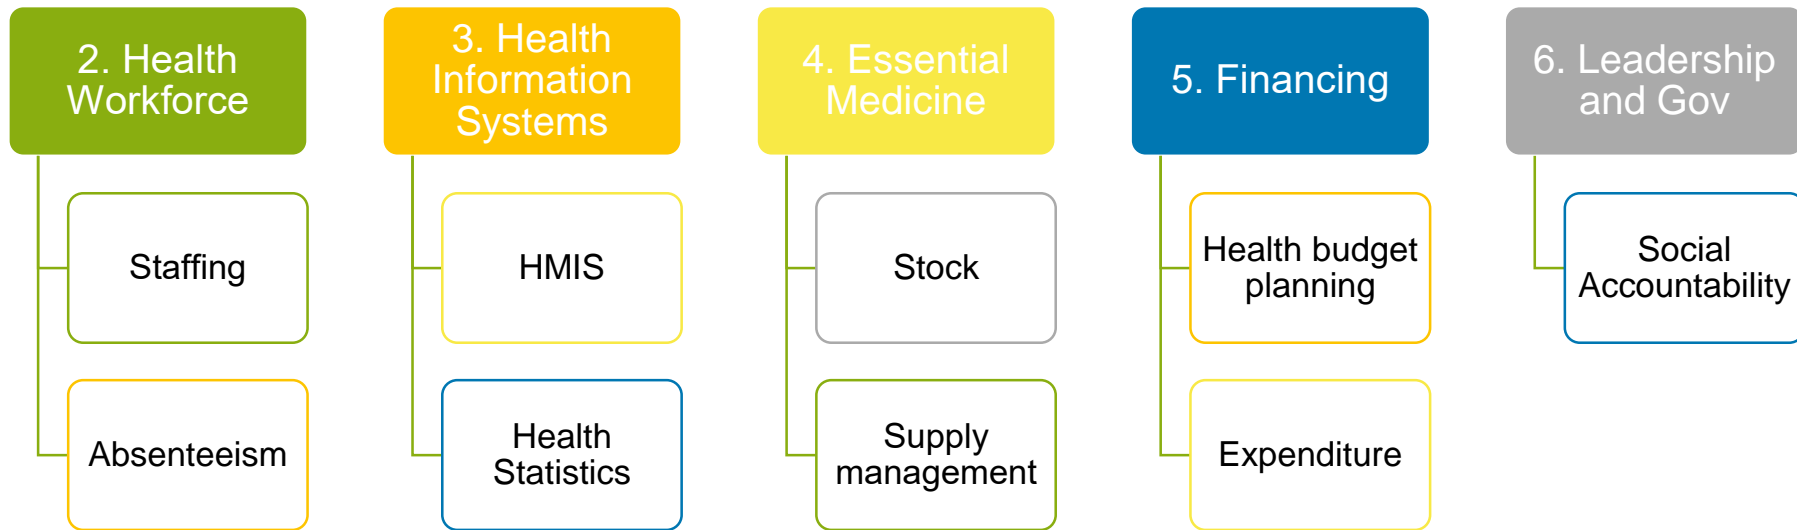 2. Health
Workforce
Staffing
Absenteeism
3. Health
Information
Systems
HMIS
Health
Statistics
4. Essential
Medicine
Stock
Supply
management
5. Financing
Health budget
planning
Expenditure
6. Leadership
and Gov
Social
Accountability